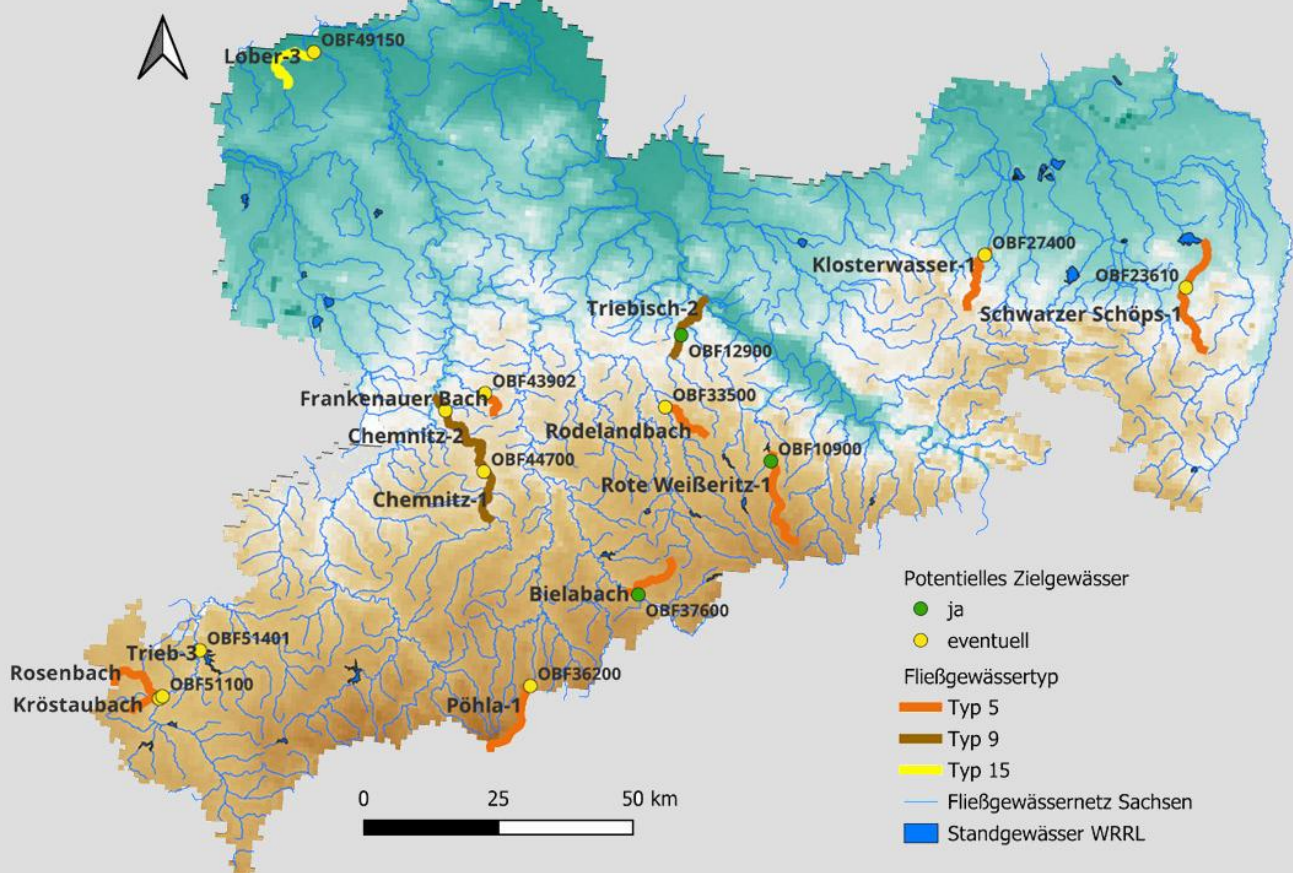 OBF49150
Lober-3
OBF27400
Klosterwasser-1
OBF23610
Schwarzer Schöps-1
Triebisch-2
OBF12900
OBF43902
Frankenauer Bach
OBF33500
Chemnitz-2
Rodelandbach
OBF10900
OBF44700
Rote Weißeritz-1
Chemnitz-1
Bielabach
OBF37600
OBF51401
Trieb-3
Rosenbach
OBF51100
Kröstaubach
OBF36200
Pöhla-1
0 25 50 km
Potentielles Zielgewässer
ja
eventuell
Fließgewässertyp
Typ 5
Typ 9
Typ 15
Fließgewässernetz Sachsen
Standgewässer WRRL